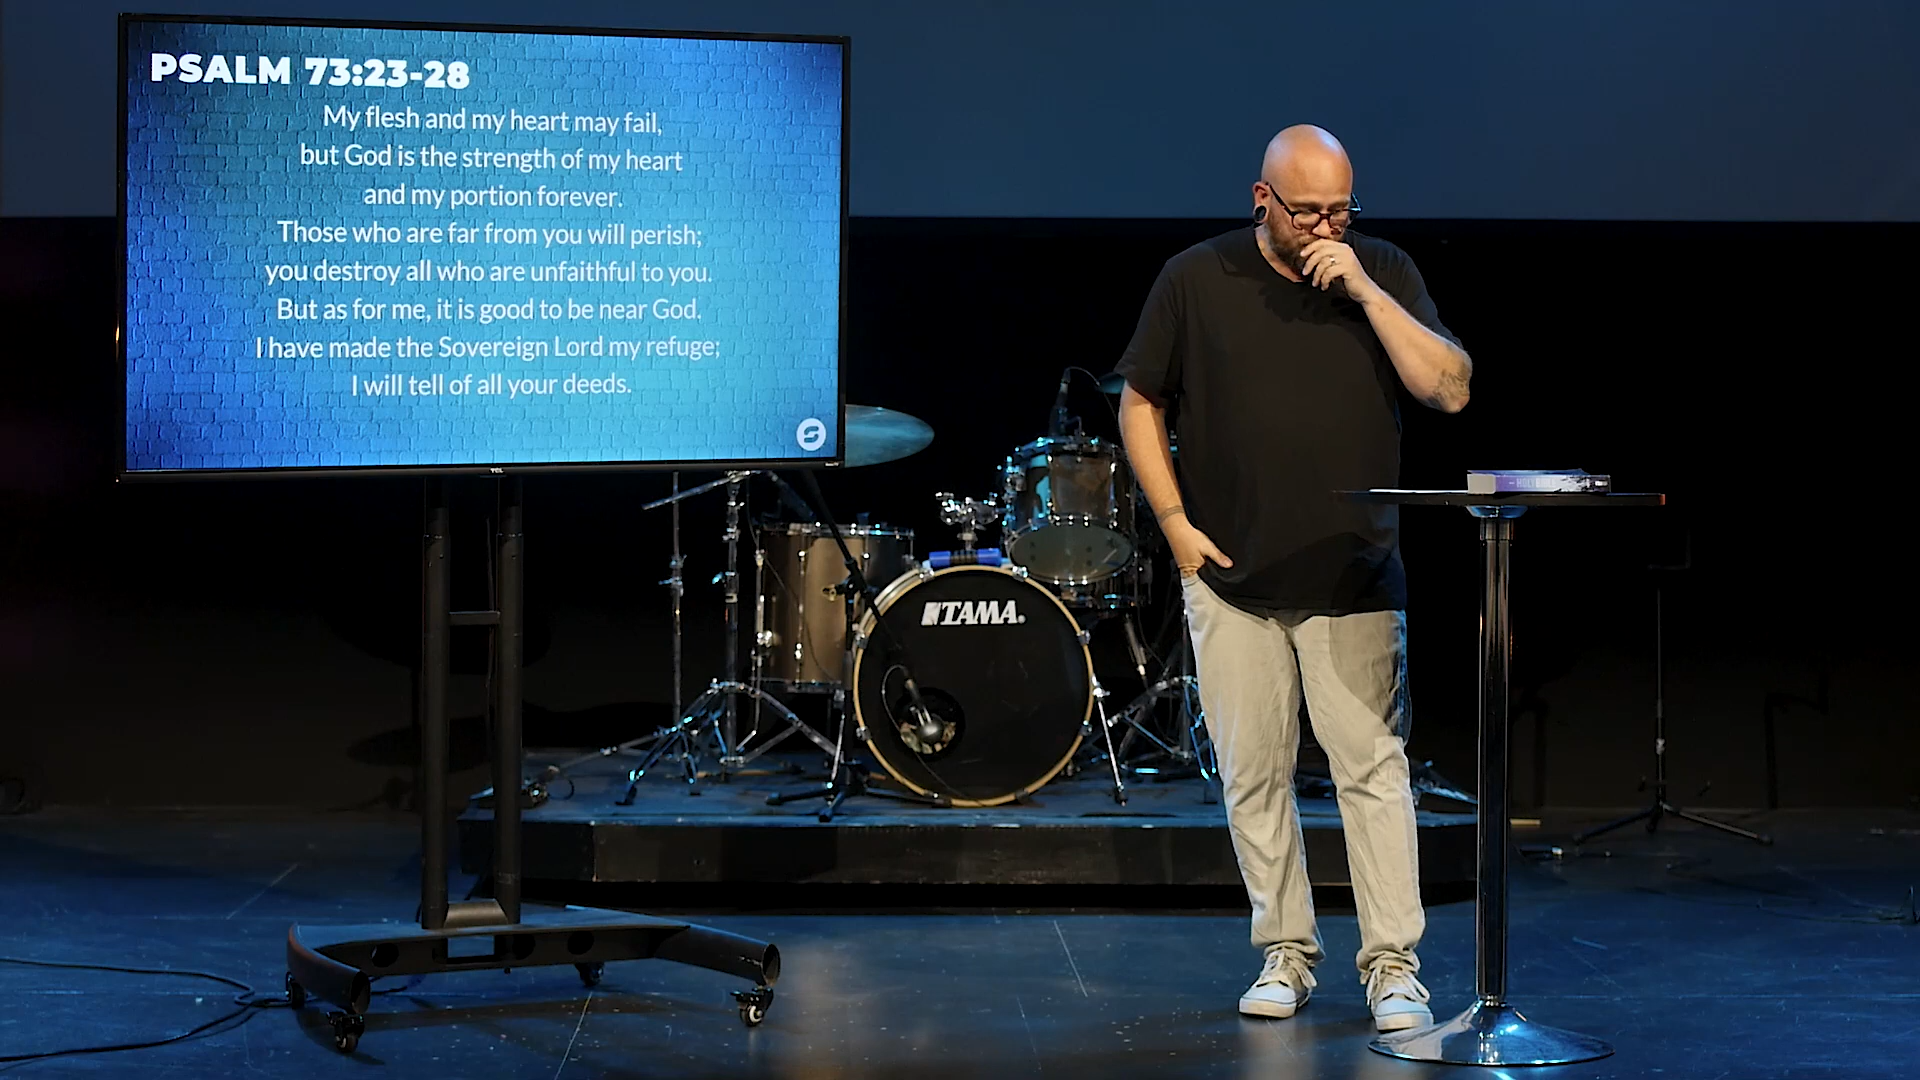 PSALM 73:23-28
My flesh and my heart may fail,
but God is the strength of my heart
and my portion forever.
Those who are far from you will perish;
you destroy all who are unfaithful to you.
But as for me, it is good to be near God.
I have made the Sovereign Lord my refuge;
I will tell of all your deeds.
TCL
TAMA®
HOLY BIBLE